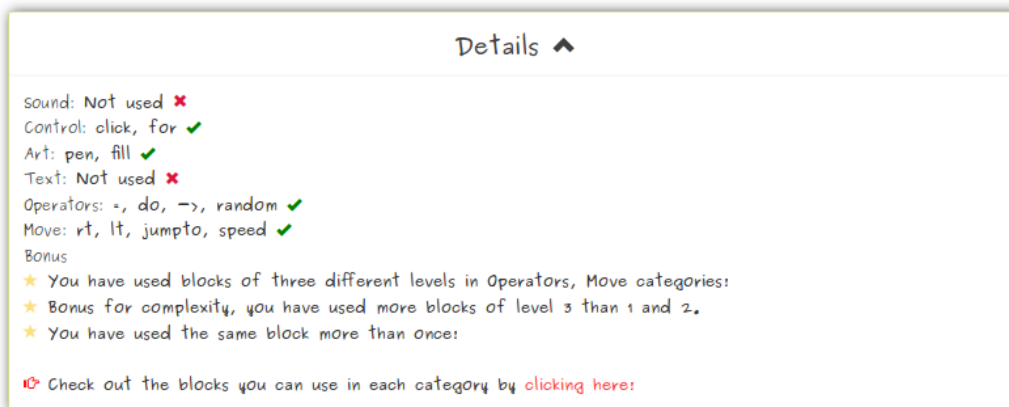 Details
Sound: Not used
Control: click, for
Art: pen, fill
Text: Not used
Operators: =, do, ->, random
Move: rt, lt, jumpto, speed
Bonus
You have used blocks of three different levels in Operators, Move categories!
Bonus for complexity, you have used more blocks of level 3 than 1 and 2.
You have used the same block more than once!
Check out the blocks you can use in each category by clicking here!